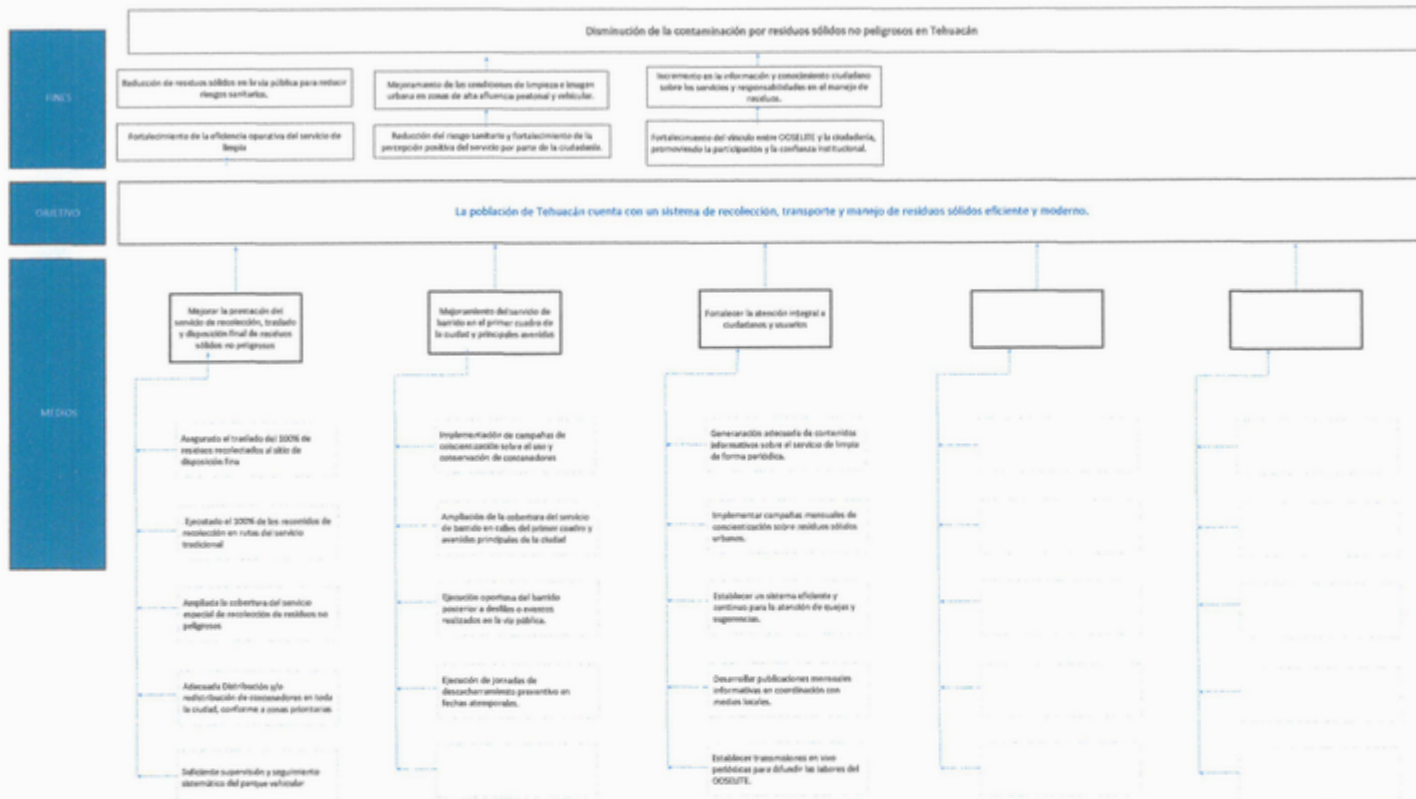 Disminución de la contaminación por residuos sólidos no peligrosos en Tehuacán
FINES
Reducción de residuos sólidos en la vía pública para reducir
riesgos sanitarios.
Mejoramiento de las condiciones de limpieza e imagen
urbana en zonas de alta afluencia peatonal y vehicular.
Incremento en la información y conocimiento ciudadano
sobre los servicios y responsabilidades en el manejo de
residuos.
Fortalecimiento de la eficiencia operativa del servicio de
limpia
Reducción del riesgo sanitario y fortalecimiento de la
percepción positiva del servicio por parte de la ciudadanía.
Fortalecimiento del vínculo entre OOSELITE y la ciudadanía,
promoviendo la participación y la confianza institucional.
OBJETIVO
La población de Tehuacán cuenta con un sistema de recolección, transporte y manejo de residuos sólidos eficiente y moderno.
MEDIOS
Mejorar la prestación del
servicio de recolección, traslado
y disposición final de residuos
sólidos no peligrosos
Asegurado el traslado del 100% de
residuos recolectados al sitio de
disposición fina
Ejecutado el 100% de los recorridos de
recolección en rutas del servicio
tradicional
Ampliada la cobertura del servicio
especial de recolección de residuos no
peligrosos
Adecuada Distribución y/o
redistribución de contenedores en toda
la ciudad, conforme a zonas prioritarias
Suficiente supervisión y seguimiento
sistemático del parque vehicular
Mejoramiento del servicio de
barrido en el primer cuadro de
la ciudad y principales avenidas
Implementación de campañas de
concientización sobre el uso y
conservación de contenedores
Ampliación de la cobertura del servicio
de barrido en calles del primer cuadro y
avenidas principales de la ciudad
Ejecución oportuna del barrido
posterior a desfiles o eventos
realizados en la vía pública.
Ejecución de jornadas de
descacharramiento preventivo en
fechas atemporales.
Fortalecer la atención integral a
ciudadanos y usuarios
Generación adecuada de contenidos
informativos sobre el servicio de limpia
de forma periódica.
Implementar campañas mensuales de
concientización sobre residuos sólidos
urbanos.
Establecer un sistema eficiente y
continuo para la atención de quejas y
sugerencias.
Desarrollar publicaciones mensuales
informativas en coordinación con
medios locales.
Establecer transmisiones en vivo
periódicas para difundir las labores del
OOSELITE.